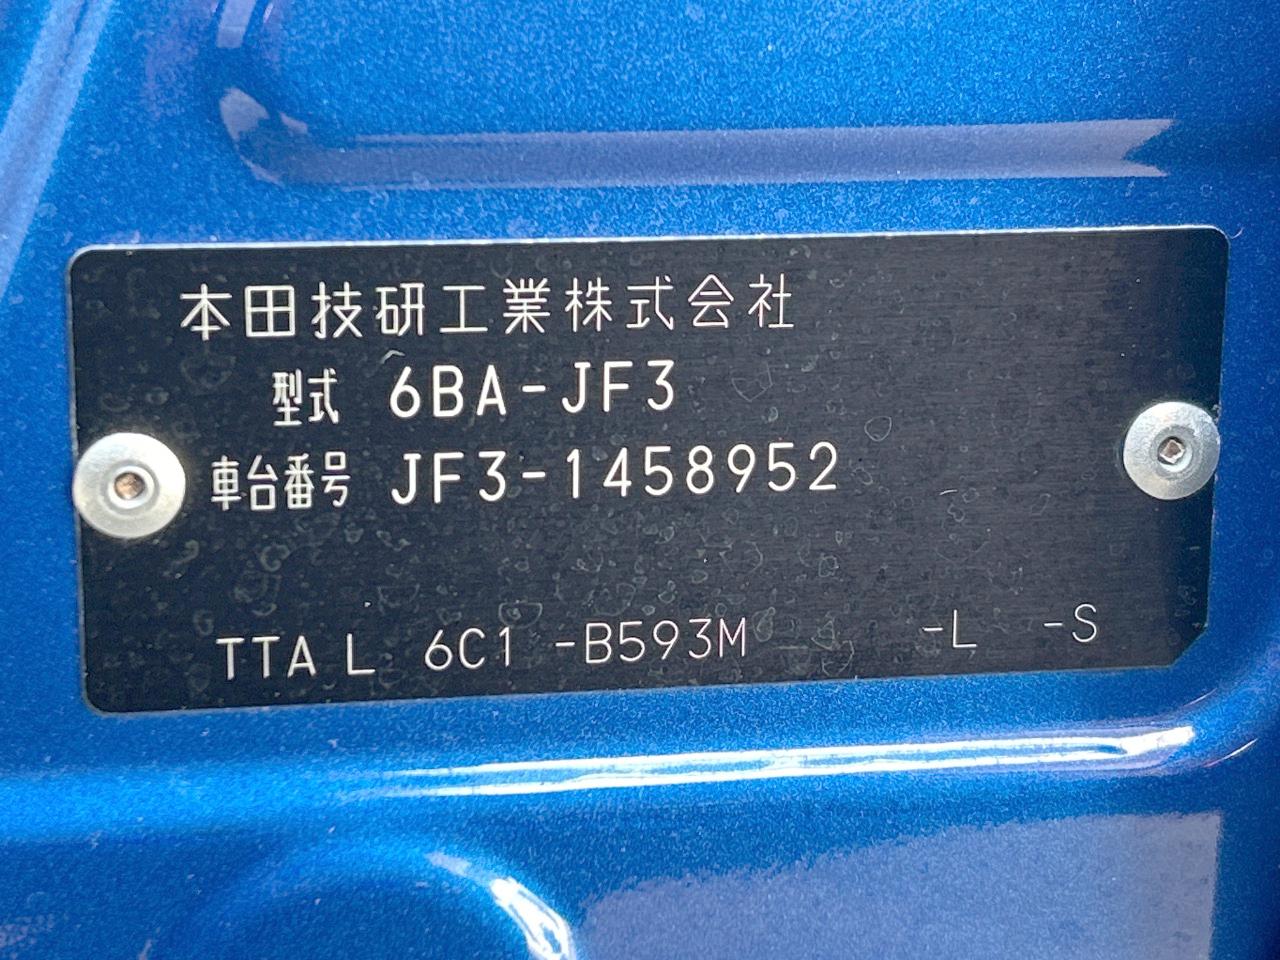 本田技研工業株式会社
型式 6BA-JF3
車台番号 JF3-1458952
TTA L 6C1 -B593M -L -S